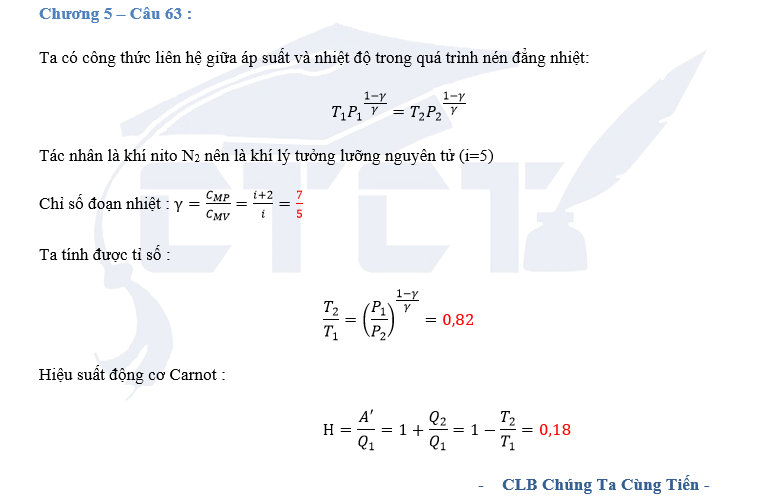 Chương 5 – Câu 63 :
Ta có công thức liên hệ giữa áp suất và nhiệt độ trong quá trình nén đẳng nhiệt:
$T_1P_1^{\frac{1-\gamma}{\gamma}} = T_2P_2^{\frac{1-\gamma}{\gamma}}$
Tác nhân là khí nito N₂ nên là khí lý tưởng lưỡng nguyên tử (i=5)
Chỉ số đoạn nhiệt : $\gamma = \frac{C_{MP}}{C_{MV}} = \frac{i+2}{i} = \frac{7}{5}$
Ta tính được tỉ số :
$\frac{T_2}{T_1} = \left(\frac{P_1}{P_2}\right)^{\frac{1-\gamma}{\gamma}} = 0,82$
Hiệu suất động cơ Carnot :
$H = \frac{A'}{Q_1} = 1 + \frac{Q_2}{Q_1} = 1 - \frac{T_2}{T_1} = 0,18$
- CLB Chúng Ta Cùng Tiến -
CTCT